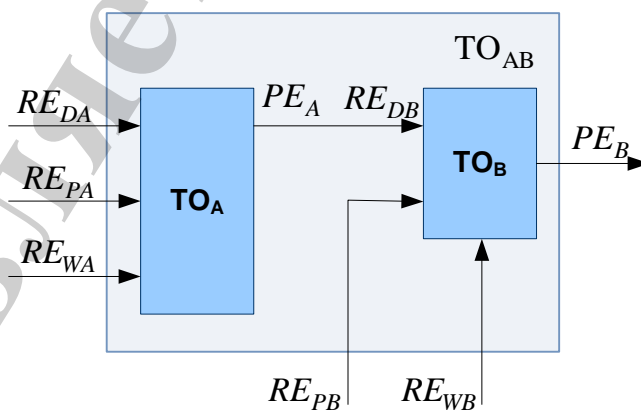 TO_AB
RE_DA
PE_A
RE_DB
PE_B
RE_PA
TO_A
TO_B
RE_WA
RE_PB
RE_WB